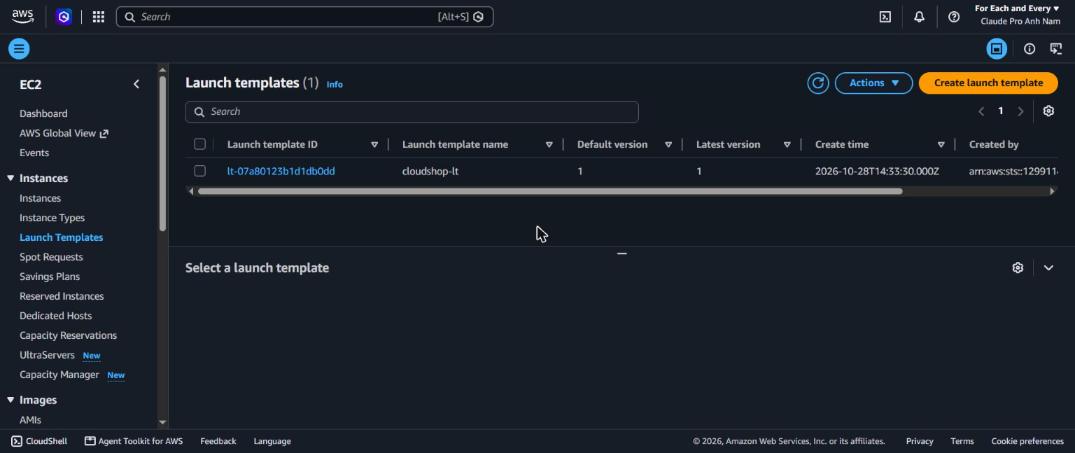 aws
Search [Alt+S]
For Each and Every
Claude Pro Anh Nam
EC2
Dashboard
AWS Global View
Events
Instances
Instances
Instance Types
Launch Templates
Spot Requests
Savings Plans
Reserved Instances
Dedicated Hosts
Capacity Reservations
UltraServers New
Capacity Manager New
Images
AMIs
Launch templates (1) Info
Actions
Create launch template
Search
1
Launch template ID Launch template name Default version Latest version Create time Created by
lt-07a80123b1d1db0dd cloudshop-lt 1 1 2026-10-28T14:33:30.000Z arn:aws:sts::129911
Select a launch template
CloudShell Agent Toolkit for AWS Feedback Language © 2026, Amazon Web Services, Inc. or its affiliates. Privacy Terms Cookie preferences